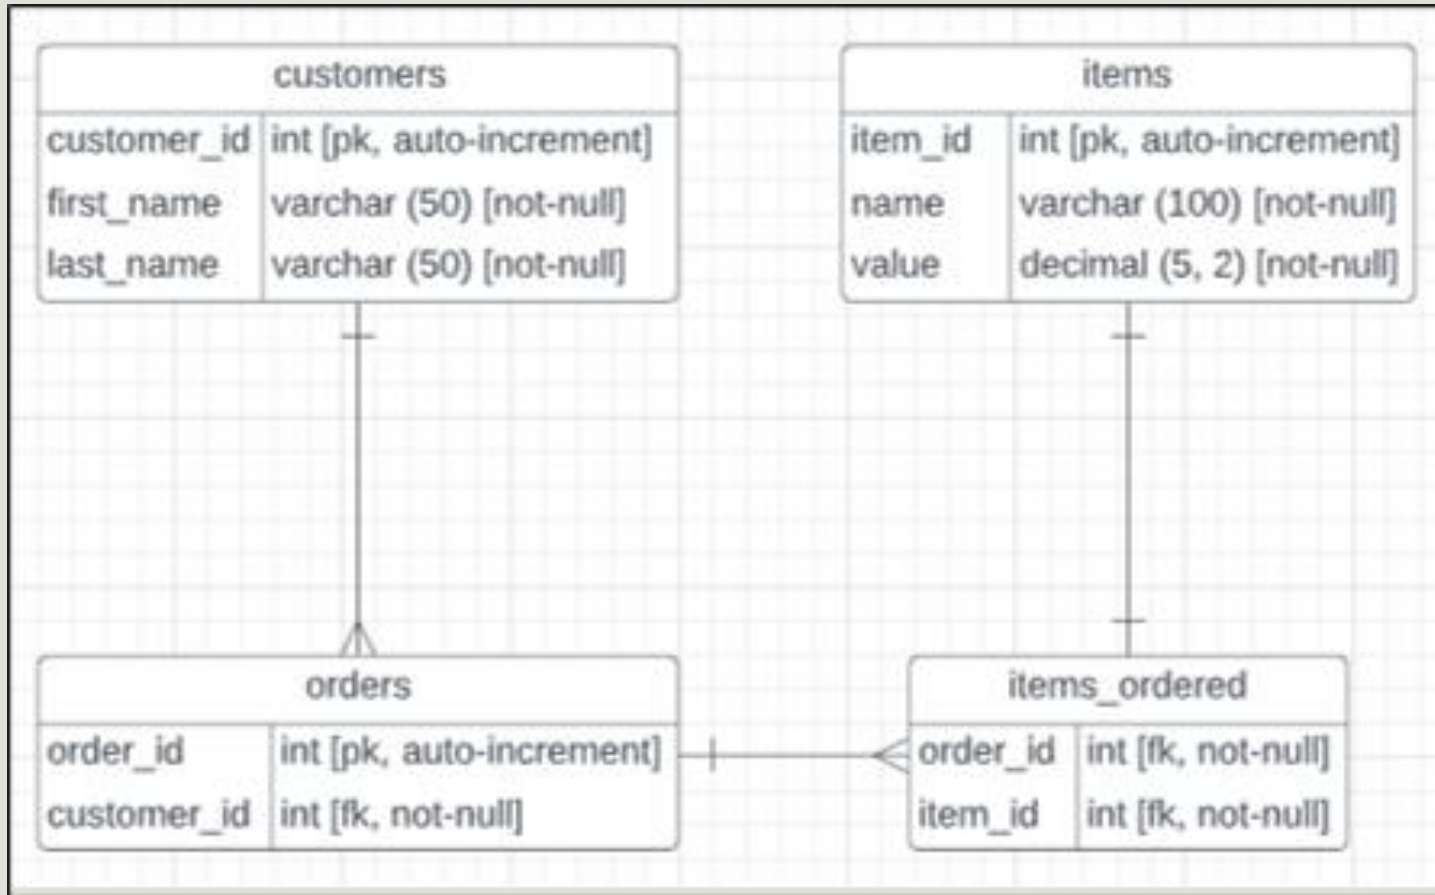 customers
customer_id int [pk, auto-increment]
first_name varchar (50) [not-null]
last_name varchar (50) [not-null]
items
item_id int [pk, auto-increment]
name varchar (100) [not-null]
value decimal (5, 2) [not-null]
orders
order_id int [pk, auto-increment]
customer_id int [fk, not-null]
items_ordered
order_id int [fk, not-null]
item_id int [fk, not-null]